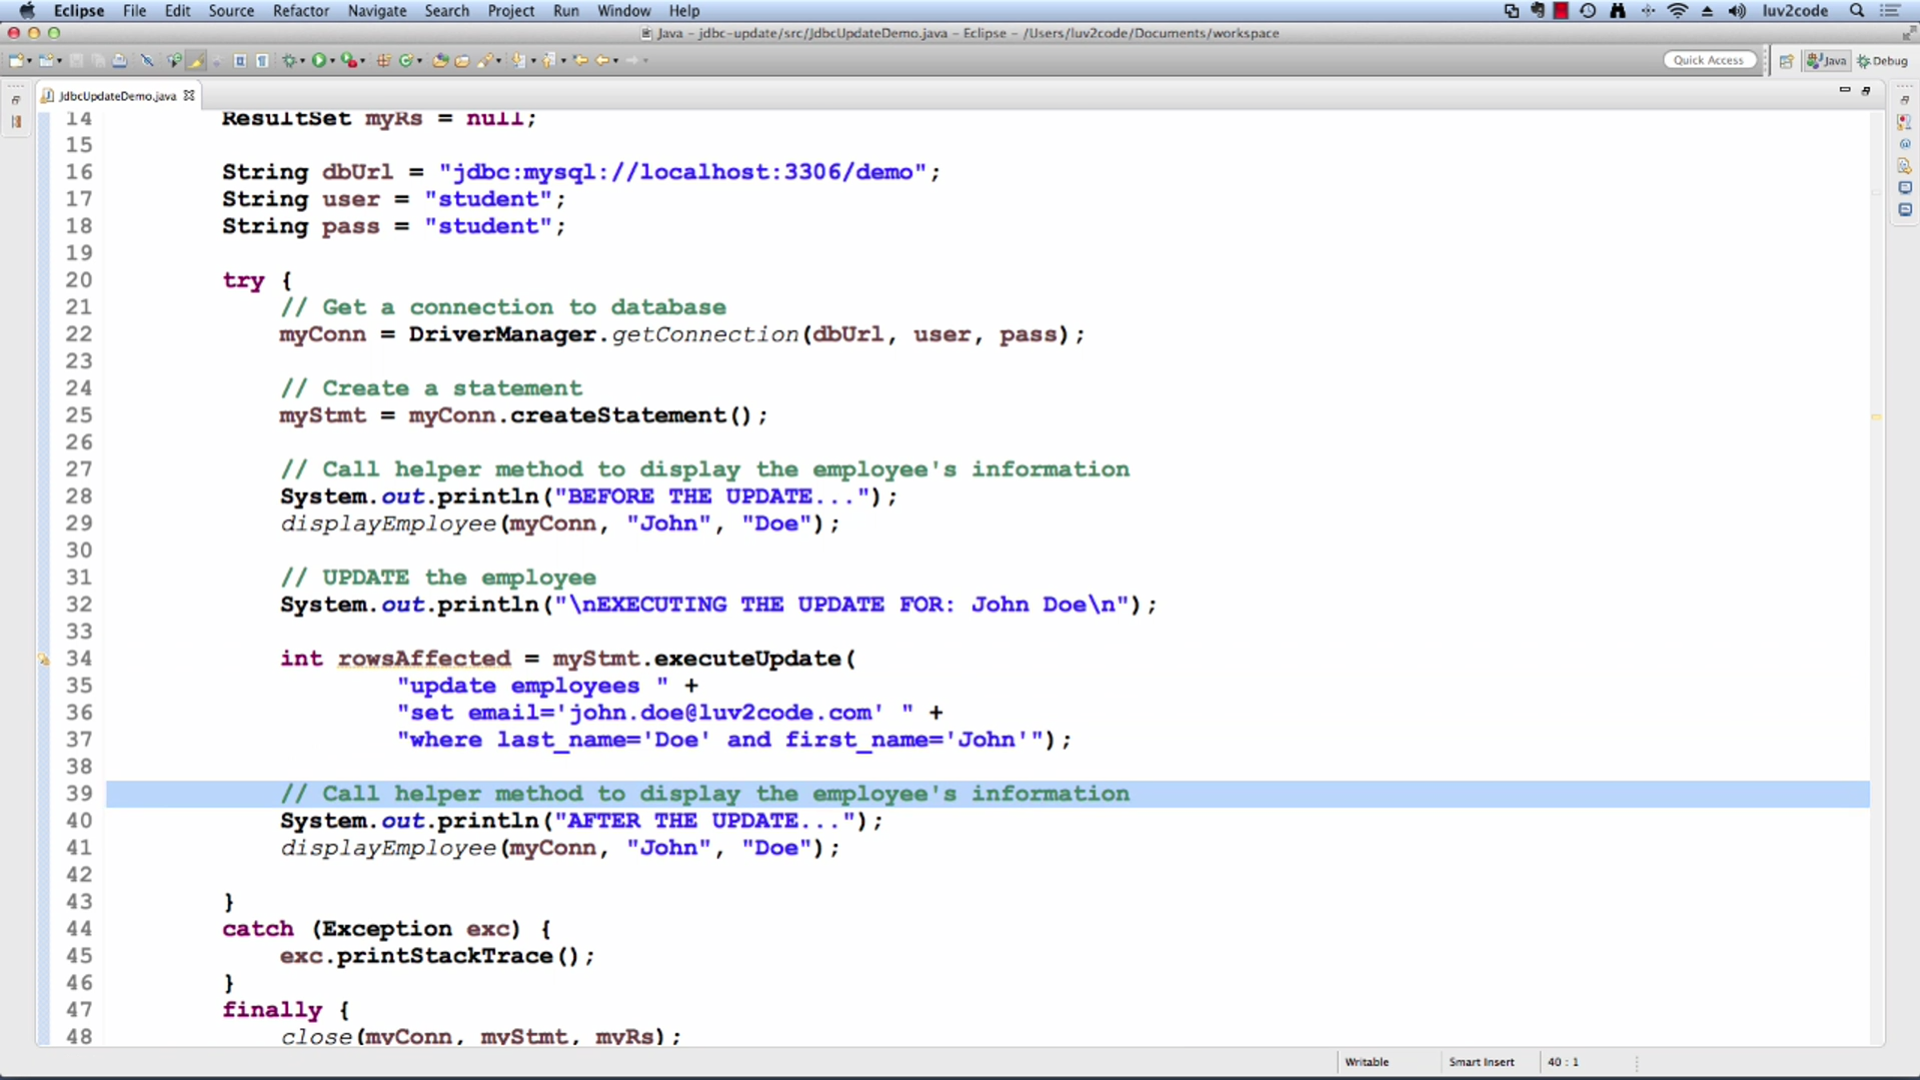 Eclipse File Edit Source Refactor Navigate Search Project Run Window Help luv2code
Java – jdbc-update/src/JdbcUpdateDemo.java – Eclipse – /Users/luv2code/Documents/workspace
Quick Access Java Debug
JdbcUpdateDemo.java
14 ResultSet myRs = null;
15
16 String dbUrl = "jdbc:mysql://localhost:3306/demo";
17 String user = "student";
18 String pass = "student";
19
20 try {
21 // Get a connection to database
22 myConn = DriverManager.getConnection(dbUrl, user, pass);
23
24 // Create a statement
25 myStmt = myConn.createStatement();
26
27 // Call helper method to display the employee's information
28 System.out.println("BEFORE THE UPDATE...");
29 displayEmployee(myConn, "John", "Doe");
30
31 // UPDATE the employee
32 System.out.println("\nEXECUTING THE UPDATE FOR: John Doe\n");
33
34 int rowsAffected = myStmt.executeUpdate(
35 "update employees " +
36 "set email='john.doe@luv2code.com' " +
37 "where last_name='Doe' and first_name='John'");
38
39 // Call helper method to display the employee's information
40 System.out.println("AFTER THE UPDATE...");
41 displayEmployee(myConn, "John", "Doe");
42
43 }
44 catch (Exception exc) {
45 exc.printStackTrace();
46 }
47 finally {
48 close(myConn, myStmt, myRs);
Writable Smart Insert 40 : 1